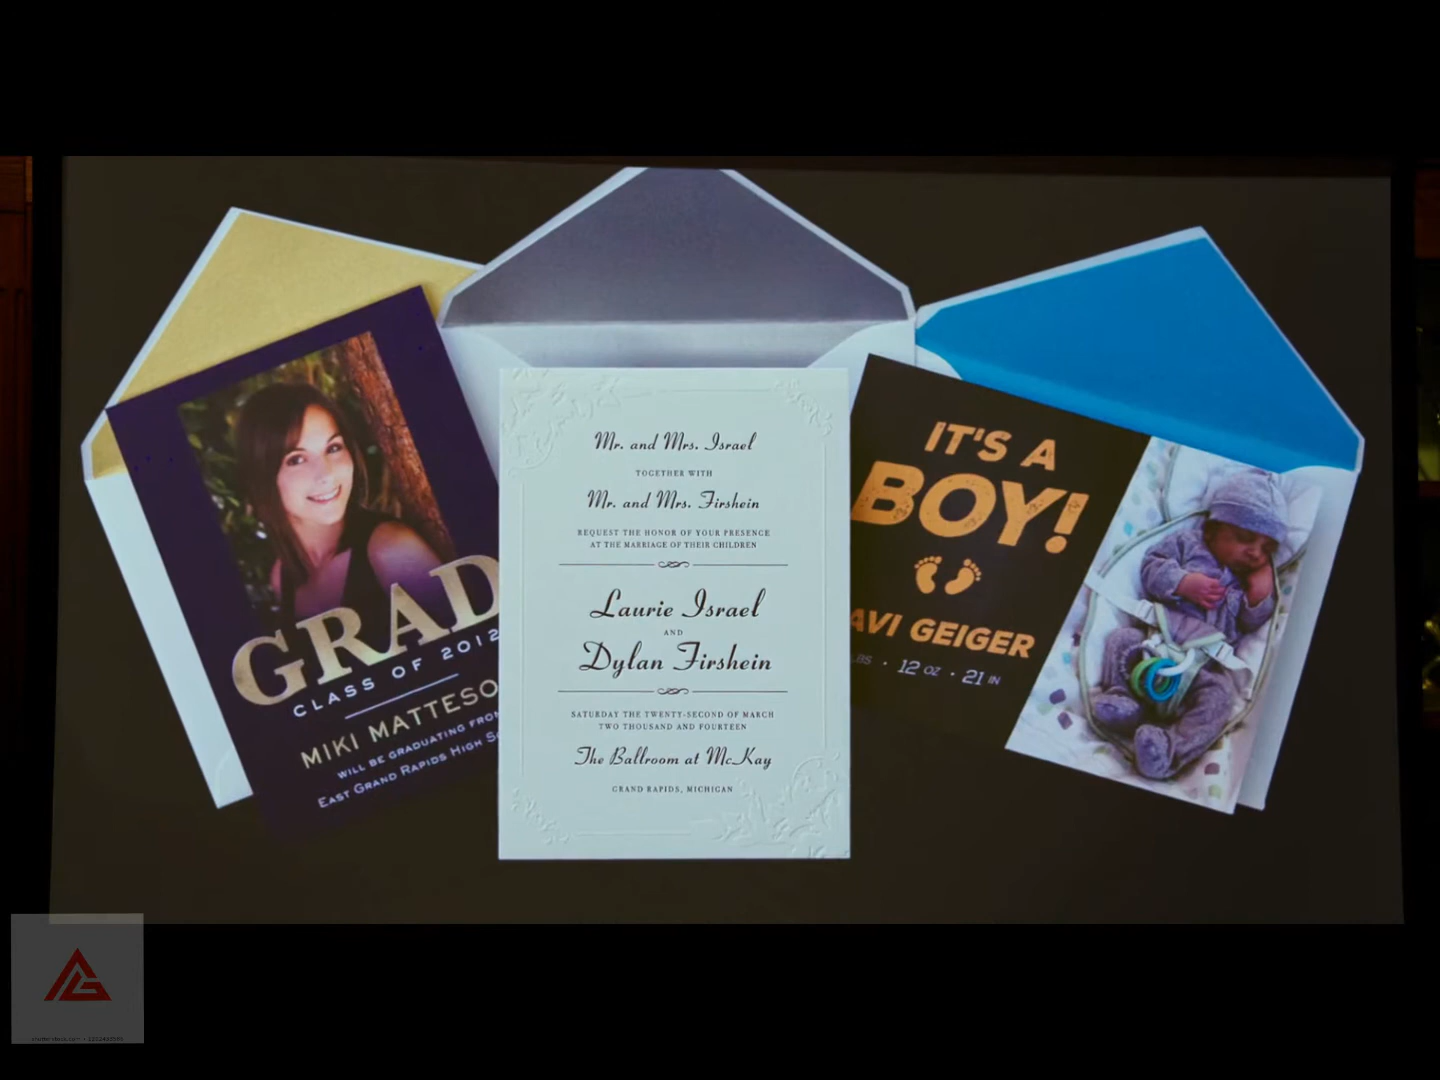 GRAD
CLASS OF 2012
MIKI MATTESO
WILL BE GRADUATING FROM
EAST GRAND RAPIDS HIGH SC
Mr. and Mrs. Israel
TOGETHER WITH
Mr. and Mrs. Firshein
REQUEST THE HONOR OF YOUR PRESENCE
AT THE MARRIAGE OF THEIR CHILDREN
Laurie Israel
AND
Dylan Firshein
SATURDAY THE TWENTY-SECOND OF MARCH
TWO THOUSAND AND FOURTEEN
The Ballroom at McKay
GRAND RAPIDS, MICHIGAN
IT'S A
BOY!
AVI GEIGER
LBS · 12 OZ · 21 IN